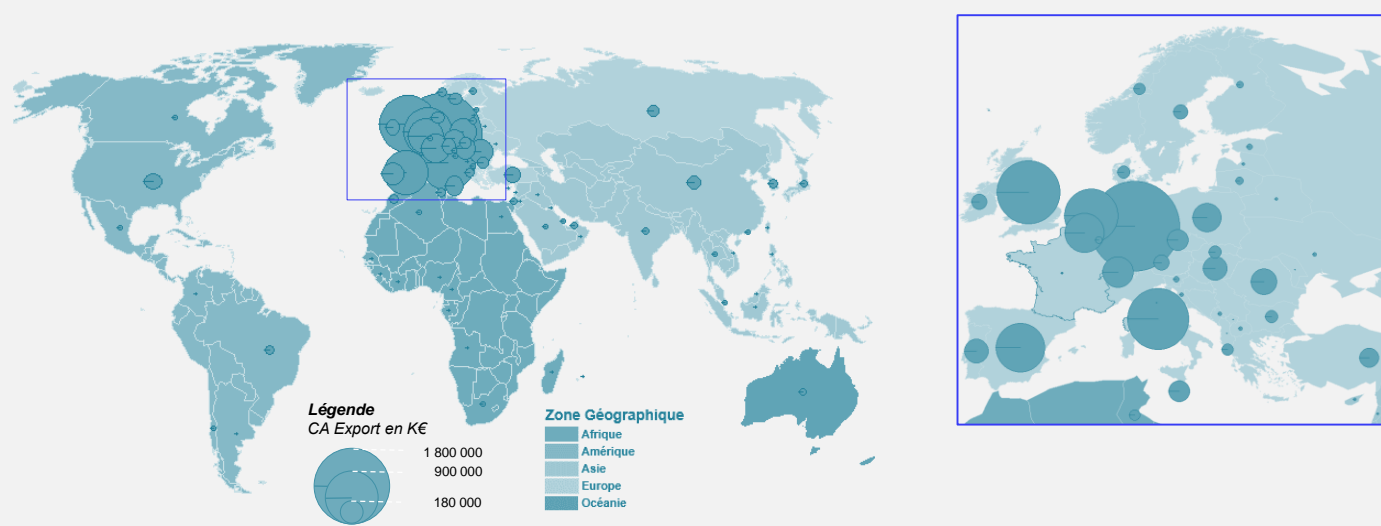 Légende
CA Export en K€
1 800 000
900 000
180 000
Zone Géographique
Afrique
Amérique
Asie
Europe
Océanie